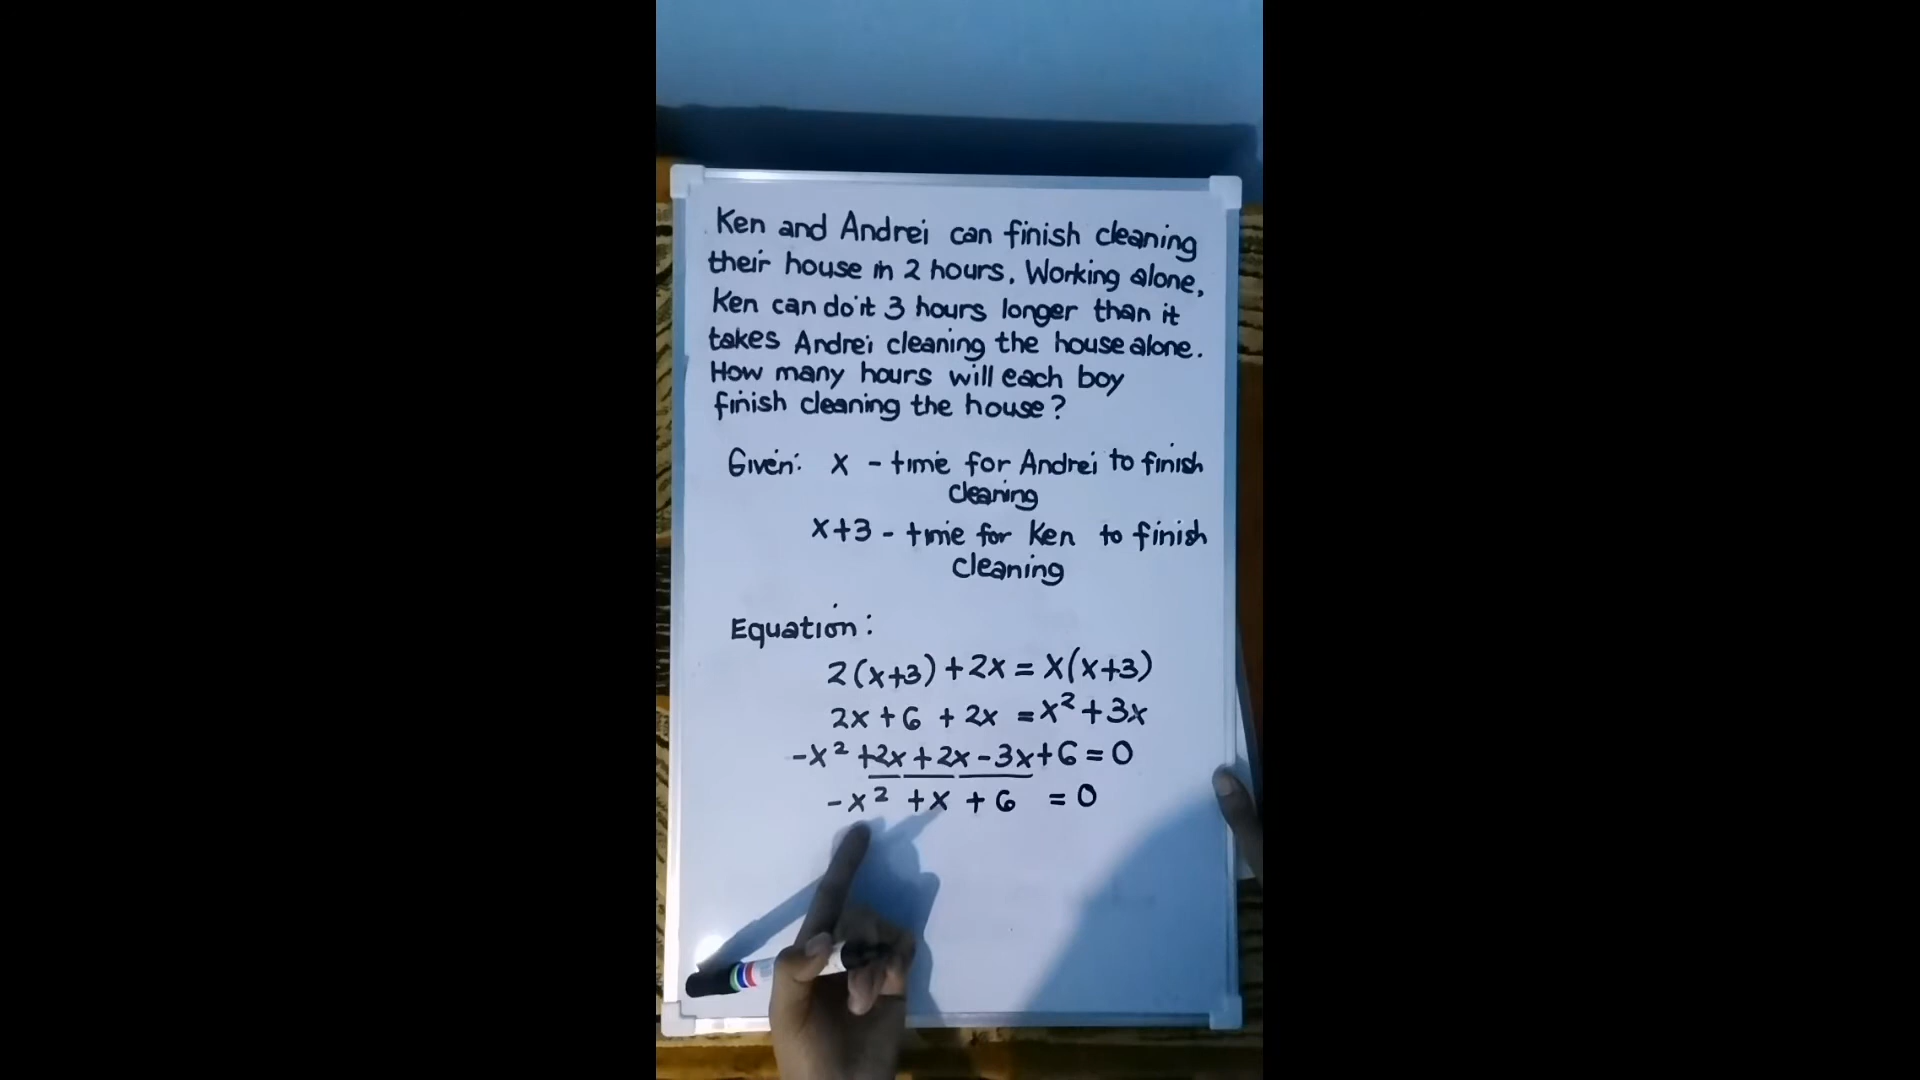 Ken and Andrei can finish cleaning
their house in 2 hours. Working alone,
Ken can do it 3 hours longer than it
takes Andrei cleaning the house alone.
How many hours will each boy
finish cleaning the house?
Given: x - time for Andrei to finish
cleaning
x+3 - time for Ken to finish
cleaning
Equation:
2(x+3)+2x = x(x+3)
2x+6+2x = x²+3x
-x²+2x+2x-3x+6=0
-x²+x+6=0